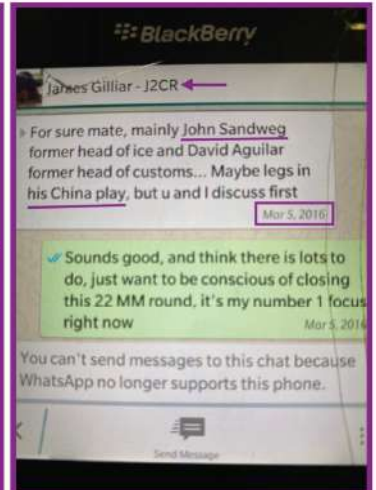 BlackBerry
James Gilliar - J2CR
For sure mate, mainly John Sandweg
former head of ice and David Aguilar
former head of customs... Maybe legs in
his China play, but u and I discuss first
Mar 5, 2016
Sounds good, and think there is lots to
do, just want to be conscious of closing
this 22 MM round, it's my number 1 focus
right now
Mar 5, 2016
You can't send messages to this chat because
WhatsApp no longer supports this phone.
Send Message